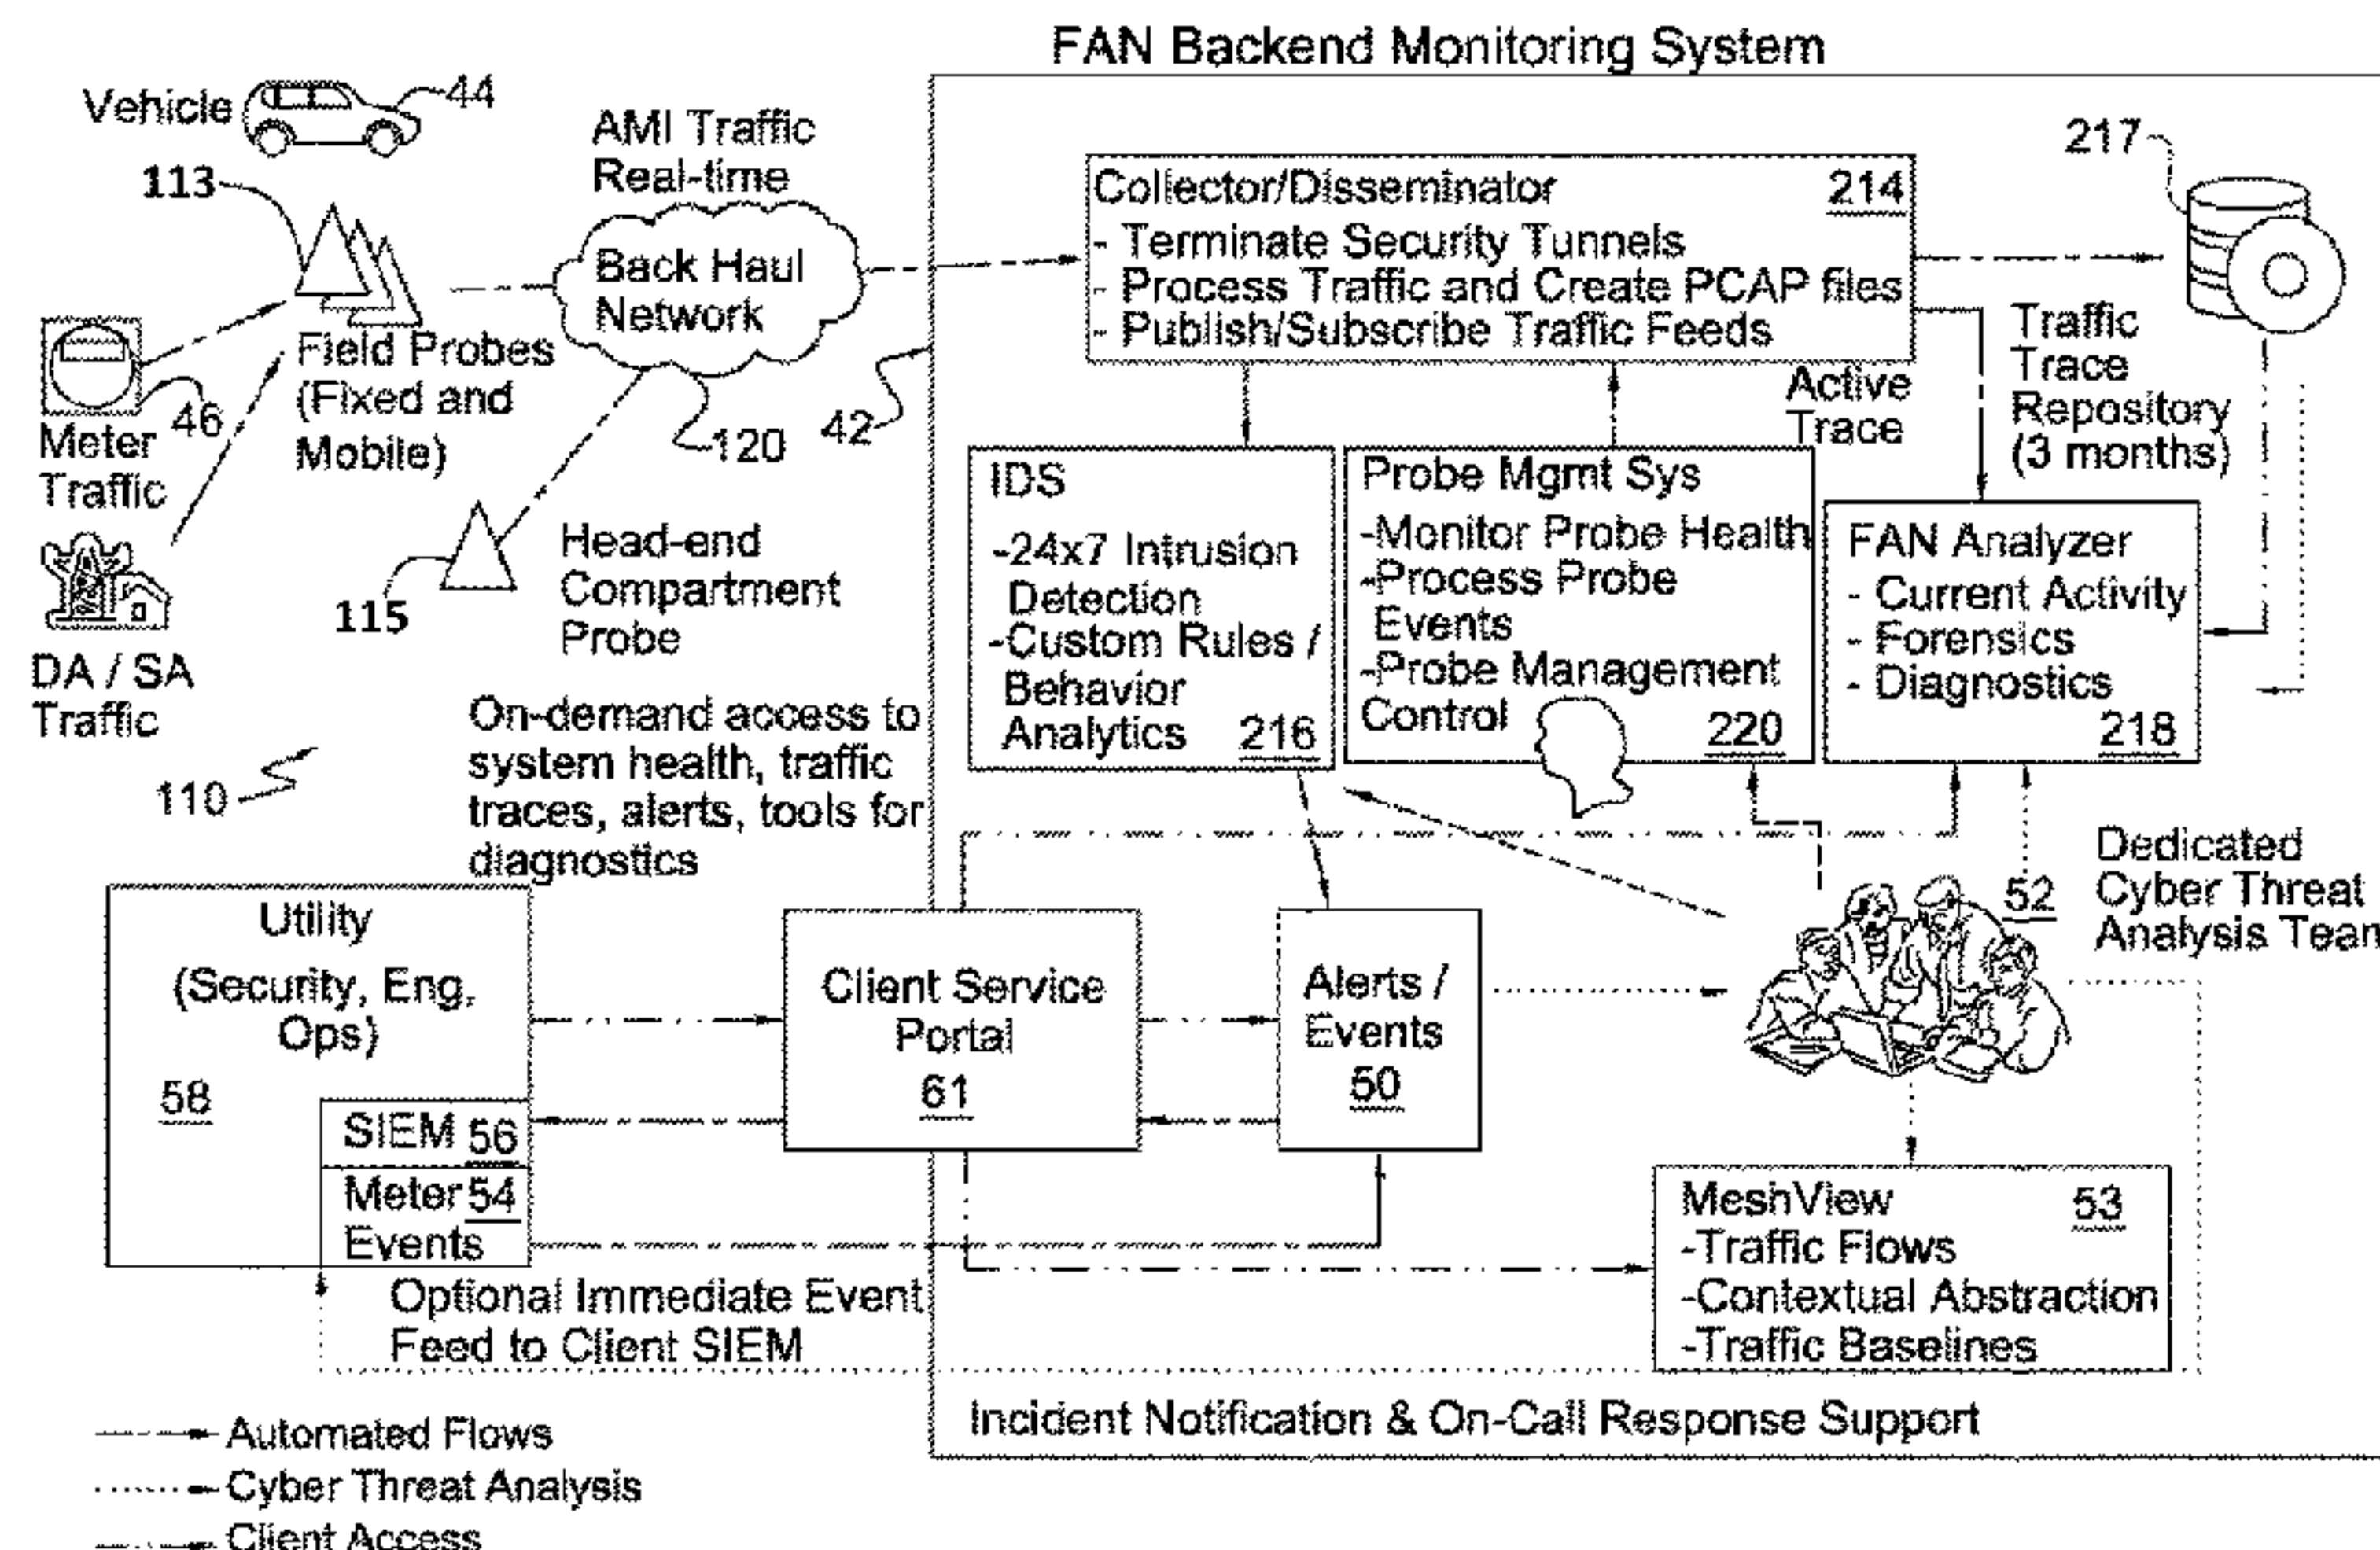 FAN Backend Monitoring System
Vehicle
44
113
AMI Traffic
Real-time
Back Haul
Network
Field Probes
(Fixed and
Mobile)
46
Meter
Traffic
120
42
115
Head-end
Compartment
Probe
DA / SA
Traffic
110
Collector/Disseminator 214
- Terminate Security Tunnels
- Process Traffic and Create PCAP files
- Publish/Subscribe Traffic Feeds
217
Traffic
Trace
Repository
(3 months)
Active
Trace
IDS
-24x7 Intrusion
Detection
-Custom Rules /
Behavior
Analytics 216
Probe Mgmt Sys
-Monitor Probe Health
-Process Probe
Events
-Probe Management
Control 220
FAN Analyzer
- Current Activity
- Forensics
- Diagnostics
218
On-demand access to
system health, traffic
traces, alerts, tools for
diagnostics
Utility
(Security, Eng,
Ops)
58
SIEM 56
Meter 54
Events
Client Service
Portal
61
Alerts /
Events
50
52
Dedicated
Cyber Threat
Analysis
MeshView 53
-Traffic Flows
-Contextual Abstraction
-Traffic Baselines
Optional Immediate Event
Feed to Client SIEM
Incident Notification & On-Call Response Support
Automated Flows
Cyber Threat Analysis
Client Access